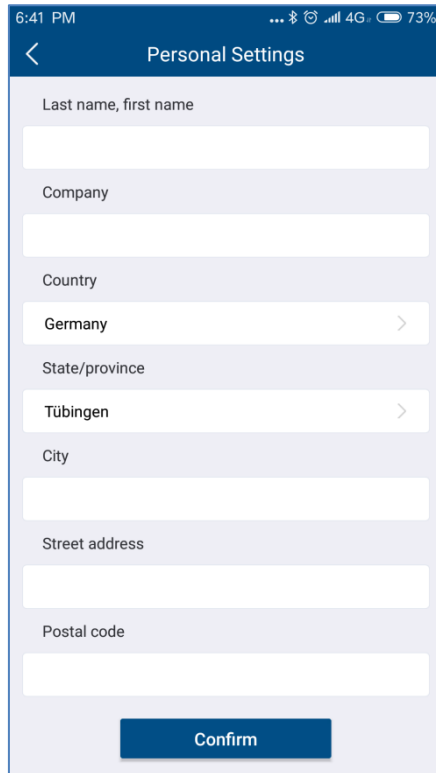 6:41 PM ... 4G 73%
Personal Settings
Last name, first name
Company
Country
Germany
State/province
Tübingen
City
Street address
Postal code
Confirm